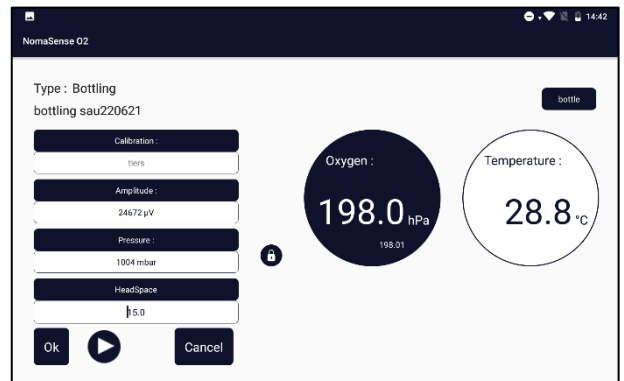 14:42
NomaSense O2
Type : Bottling
bottling sau220621
bottle
Calibration :
tiers
Amplitude :
24672 µV
Pressure :
1004 mbar
HeadSpace
15.0
Ok
Cancel
Oxygen :
198.0 hPa
198.01
Temperature :
28.8 °C